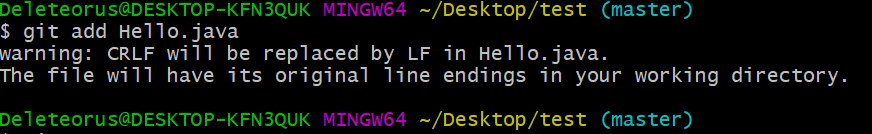 Deleteorus@DESKTOP-KFN3QUK MINGW64 ~/Desktop/test (master)
$ git add Hello.java
warning: CRLF will be replaced by LF in Hello.java.
The file will have its original line endings in your working directory.
Deleteorus@DESKTOP-KFN3QUK MINGW64 ~/Desktop/test (master)